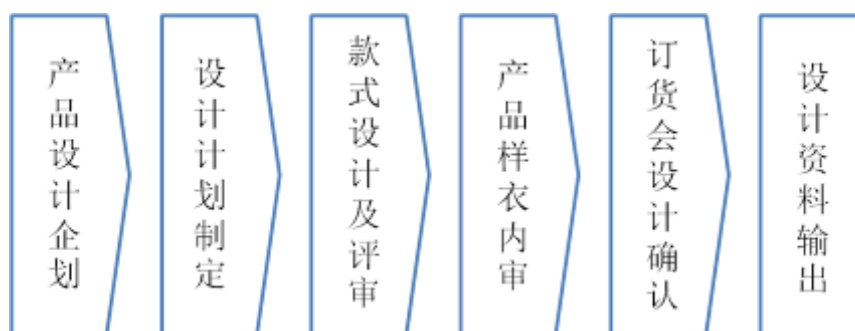 产品设计企划
设计计划制定
款式设计及评审
产品样衣内审
订货会设计确认
设计资料输出